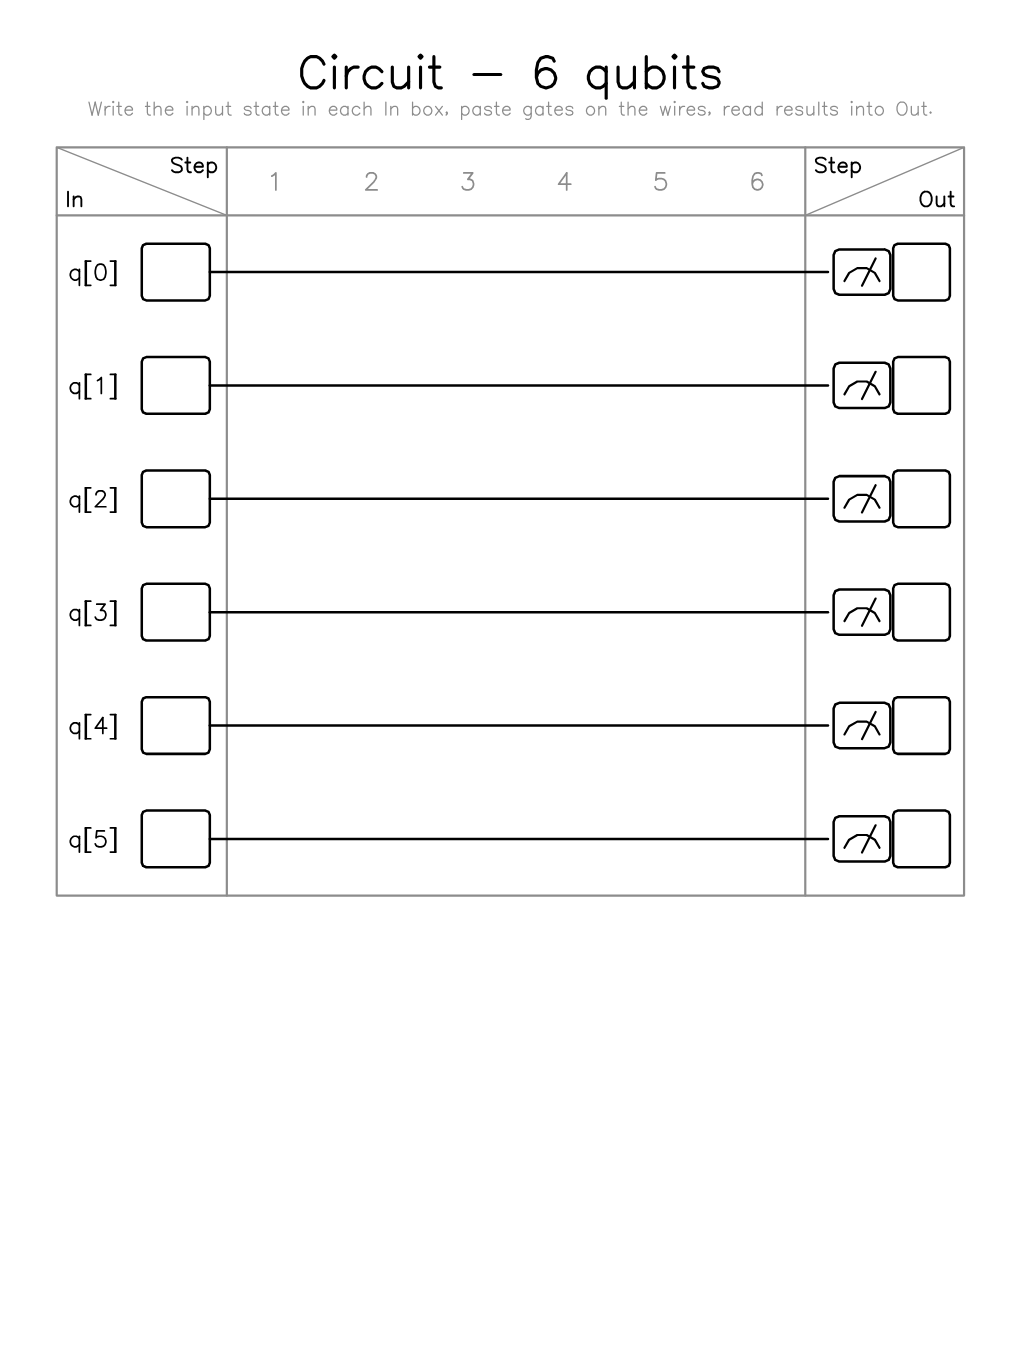 Circuit – 6 qubits
Write the input state in each In box, paste gates on the wires, read results into Out.
Step 1 2 3 4 5 6 Step
In Out
q[0]
q[1]
q[2]
q[3]
q[4]
q[5]